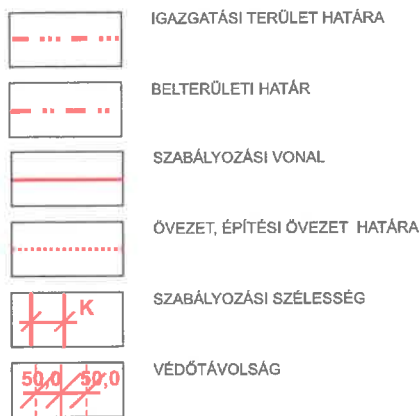 IGAZGATÁSI TERÜLET HATÁRA
BELTERÜLETI HATÁR
SZABÁLYOZÁSI VONAL
ÖVEZET, ÉPÍTÉSI ÖVEZET HATÁRA
K SZABÁLYOZÁSI SZÉLESSÉG
50,0 50,0 VÉDŐTÁVOLSÁG